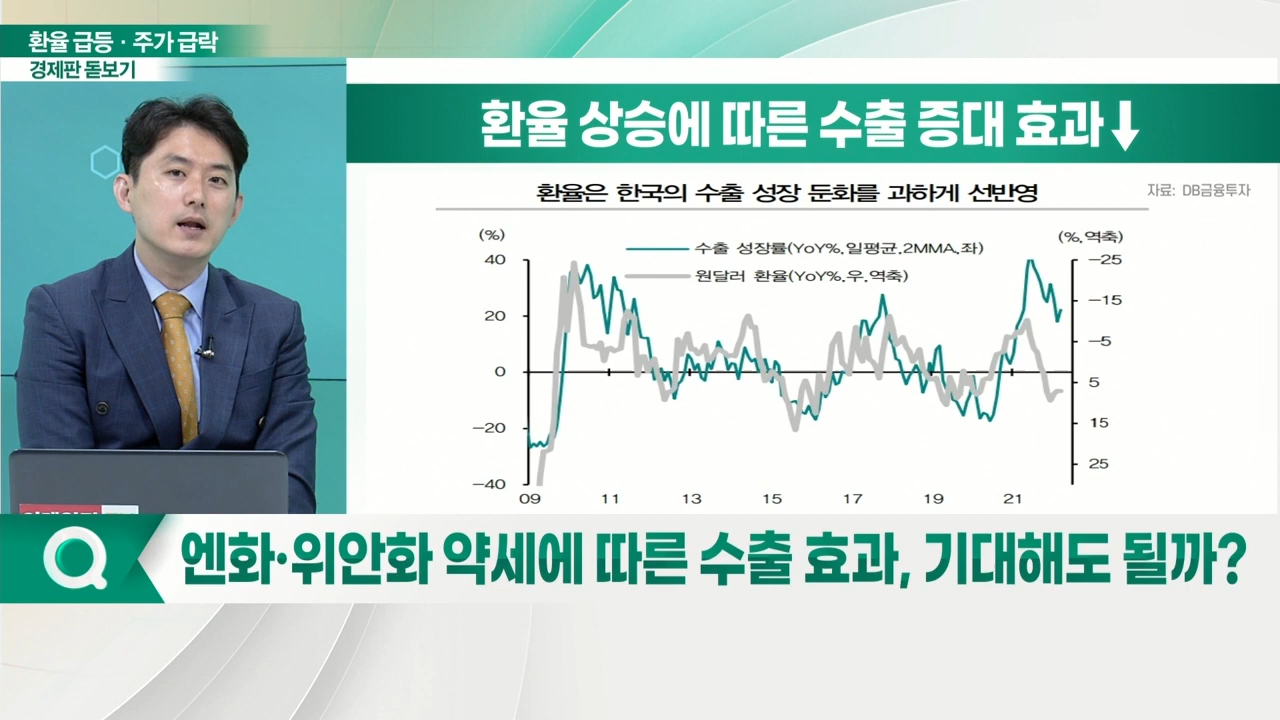 환율 급등 · 주가 급락
경제판 돋보기
환율 상승에 따른 수출 증대 효과↓
환율은 한국의 수출 성장 둔화를 과하게 선반영
자료: DB금융투자
(%)
(%,역축)
수출 성장률(YoY%,일평균,2MMA,좌)
원달러 환율(YoY%,우,역축)
40
20
0
-20
-40
-25
-15
-5
5
15
25
09 11 13 15 17 19 21
엔화·위안화 약세에 따른 수출 효과, 기대해도 될까?